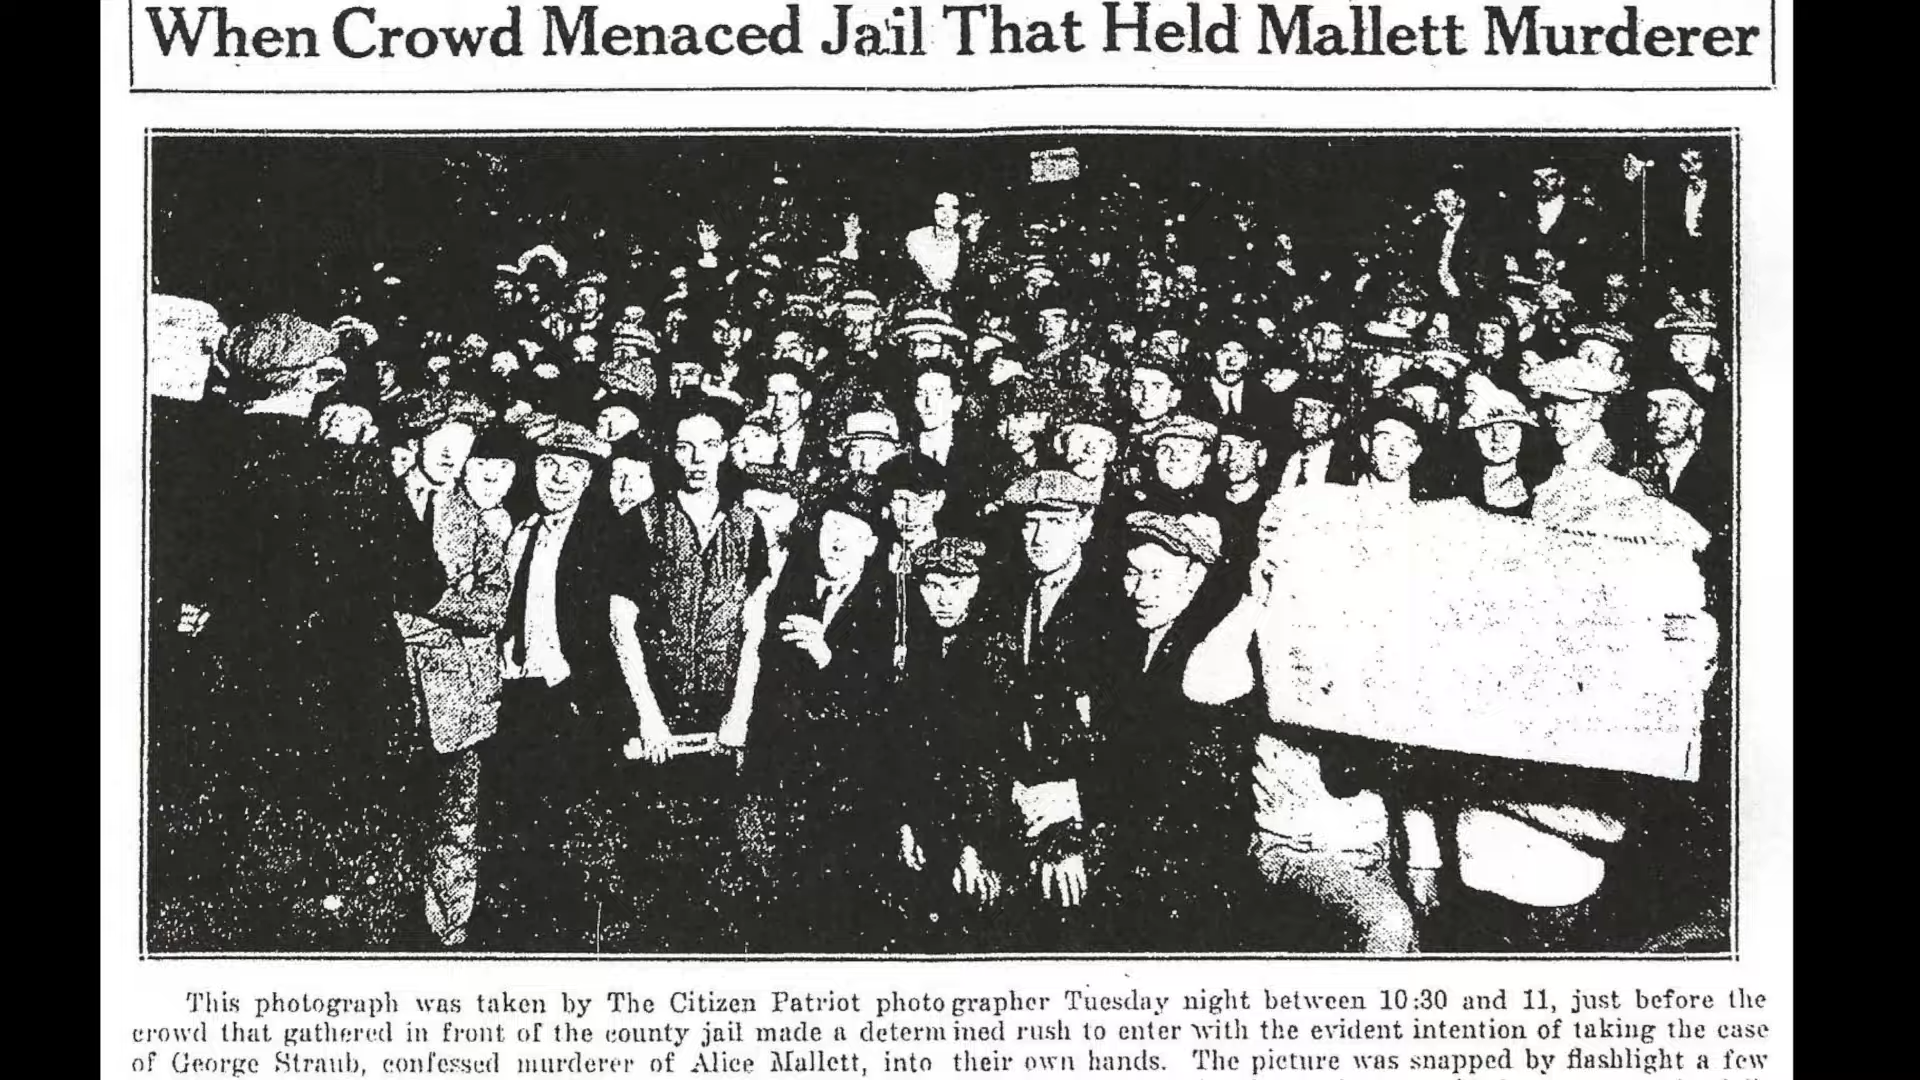 When Crowd Menaced Jail That Held Mallett Murderer
This photograph was taken by The Citizen Patriot photographer Tuesday night between 10:30 and 11, just before the
crowd that gathered in front of the county jail made a determined rush to enter with the evident intention of taking the case
of George Straub, confessed murderer of Alice Mallett, into their own hands. The picture was snapped by flashlight a few